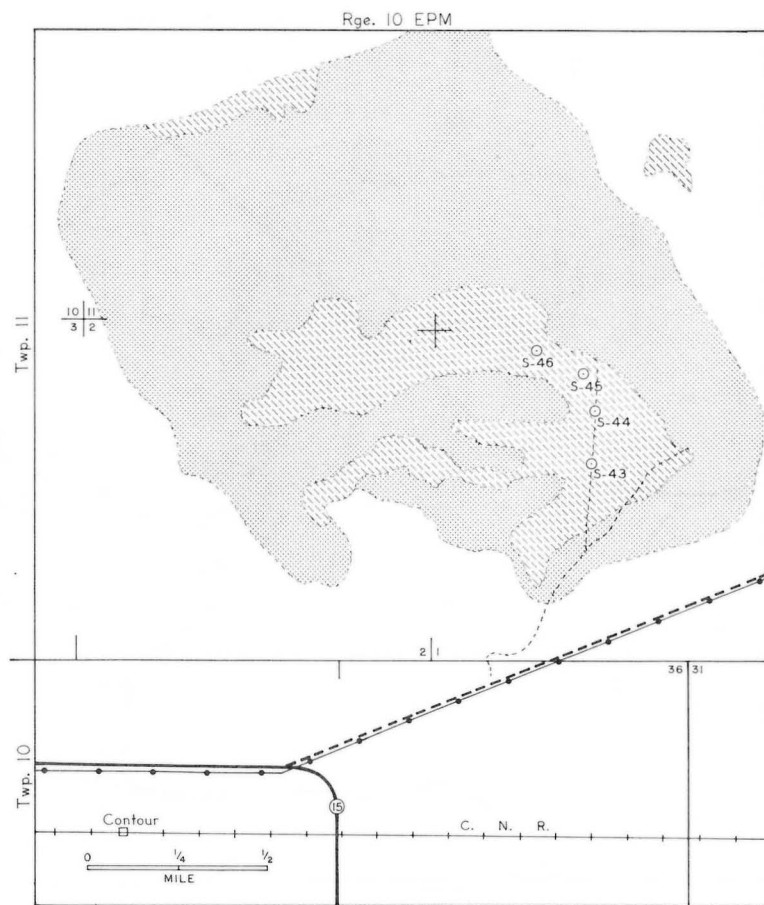 Rge. 10 EPM
Twp. 11
10 11
3 2
S-46
S-45
S-44
S-43
2 1
36 31
Twp. 10
15
Contour
C. N. R.
0 1/4 1/2
MILE